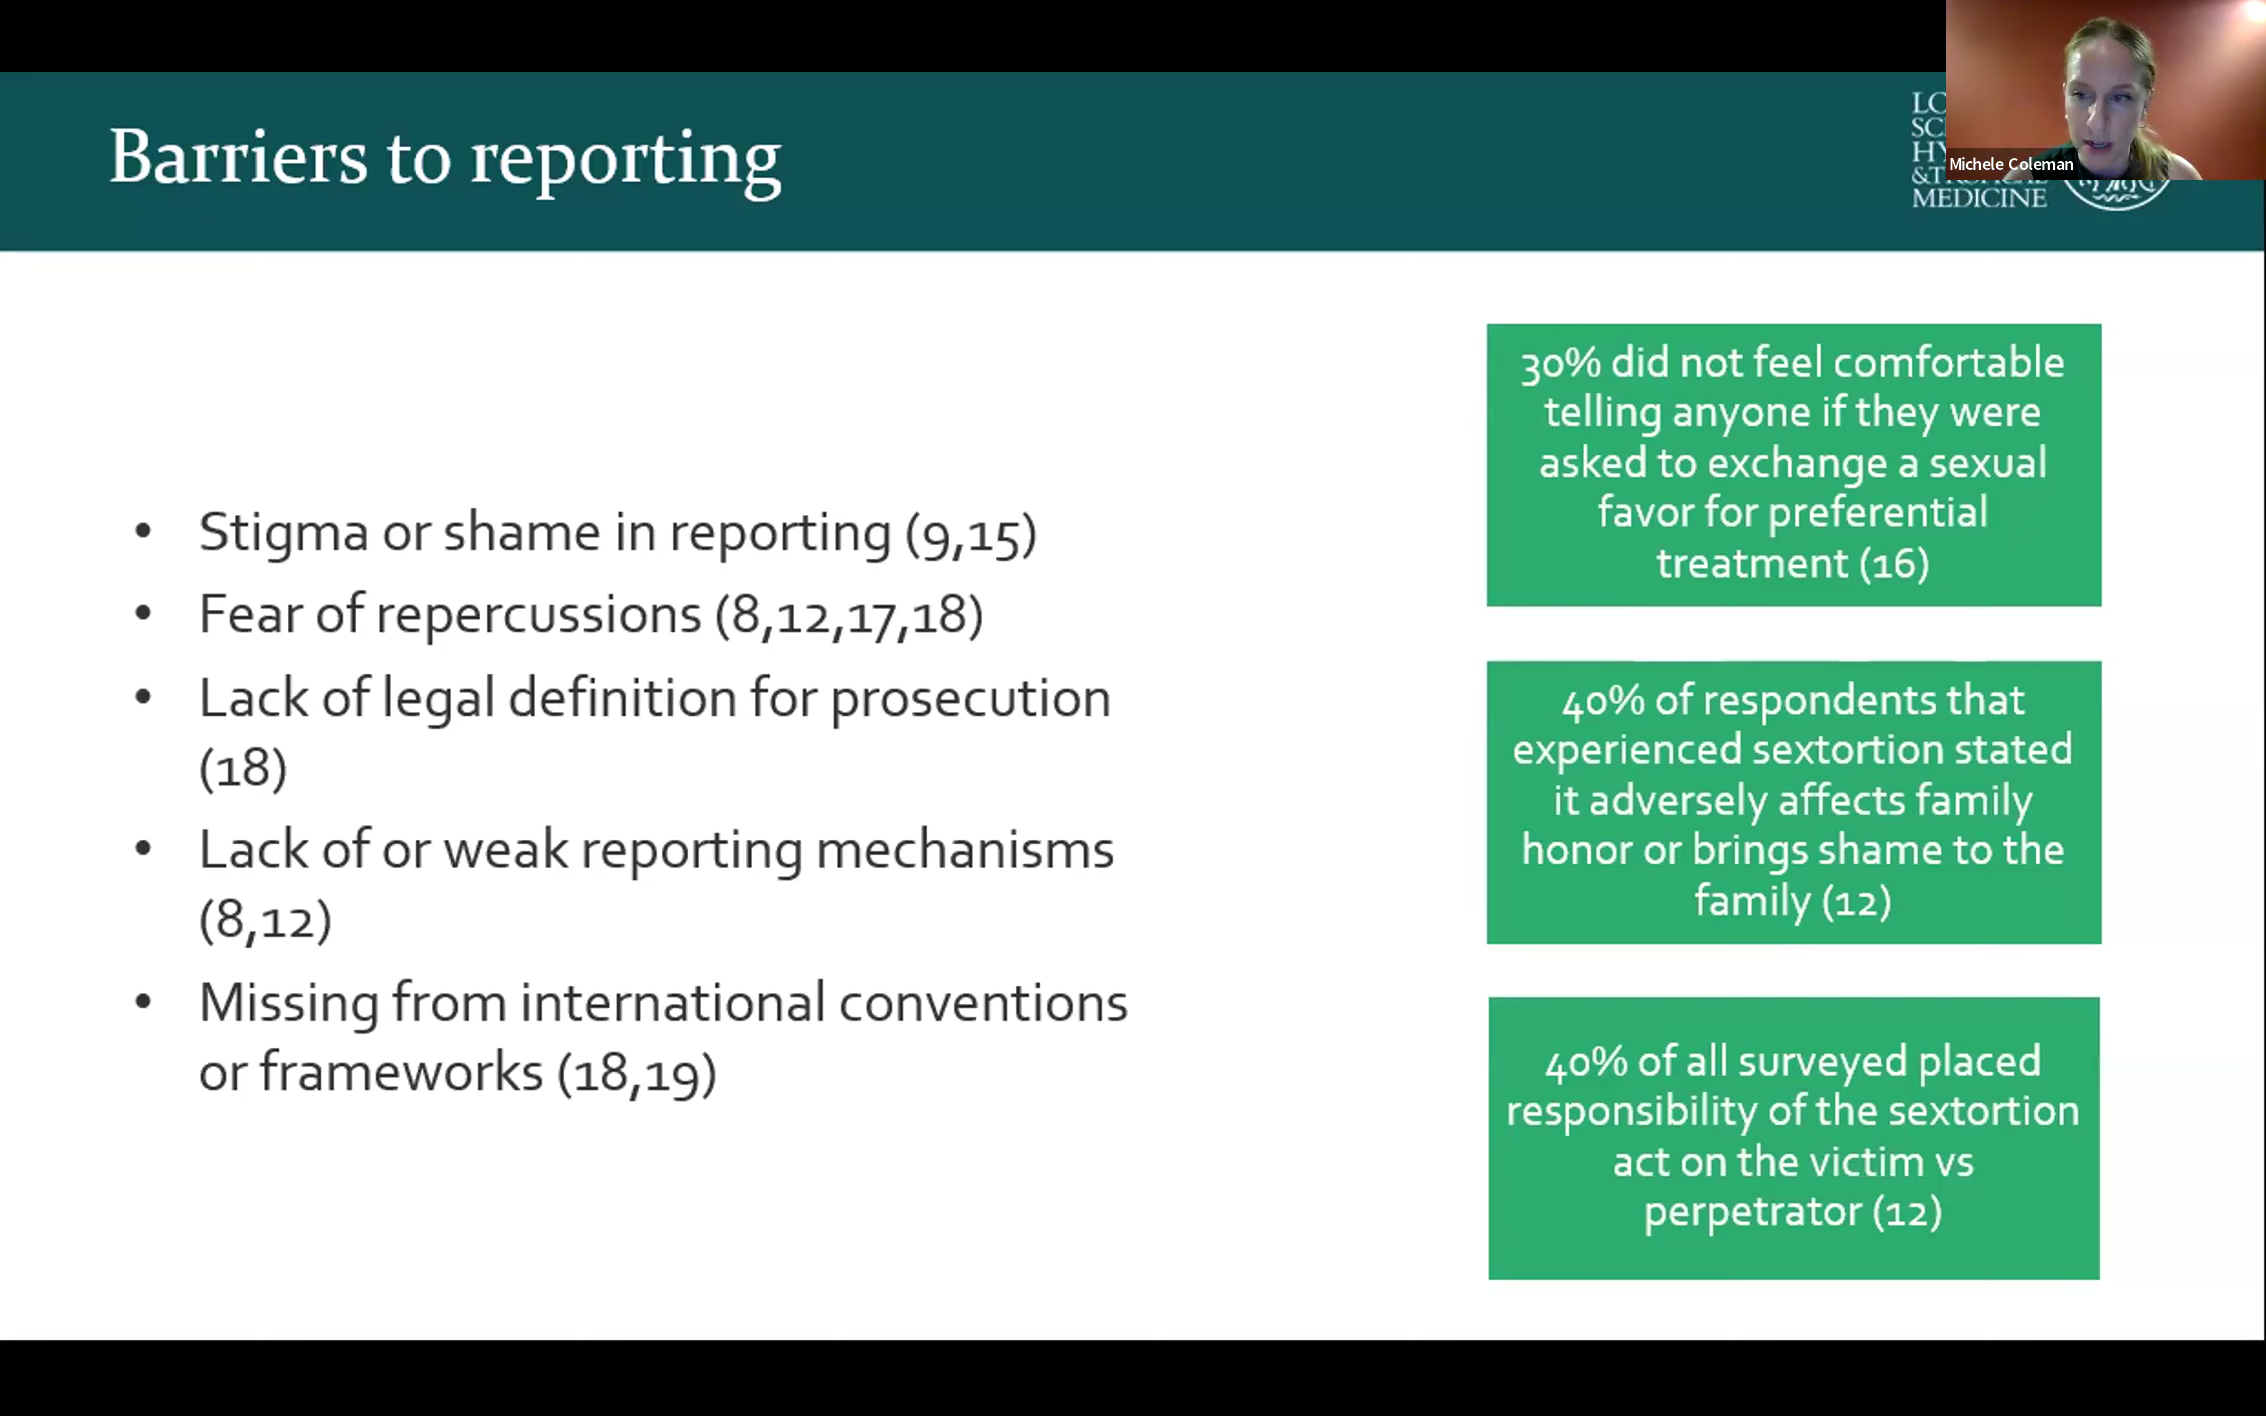 Barriers to reporting
MEDICINE
Michele Coleman
• Stigma or shame in reporting (9,15)
• Fear of repercussions (8,12,17,18)
• Lack of legal definition for prosecution
(18)
• Lack of or weak reporting mechanisms
(8,12)
• Missing from international conventions
or frameworks (18,19)
30% did not feel comfortable
telling anyone if they were
asked to exchange a sexual
favor for preferential
treatment (16)
40% of respondents that
experienced sextortion stated
it adversely affects family
honor or brings shame to the
family (12)
40% of all surveyed placed
responsibility of the sextortion
act on the victim vs
perpetrator (12)